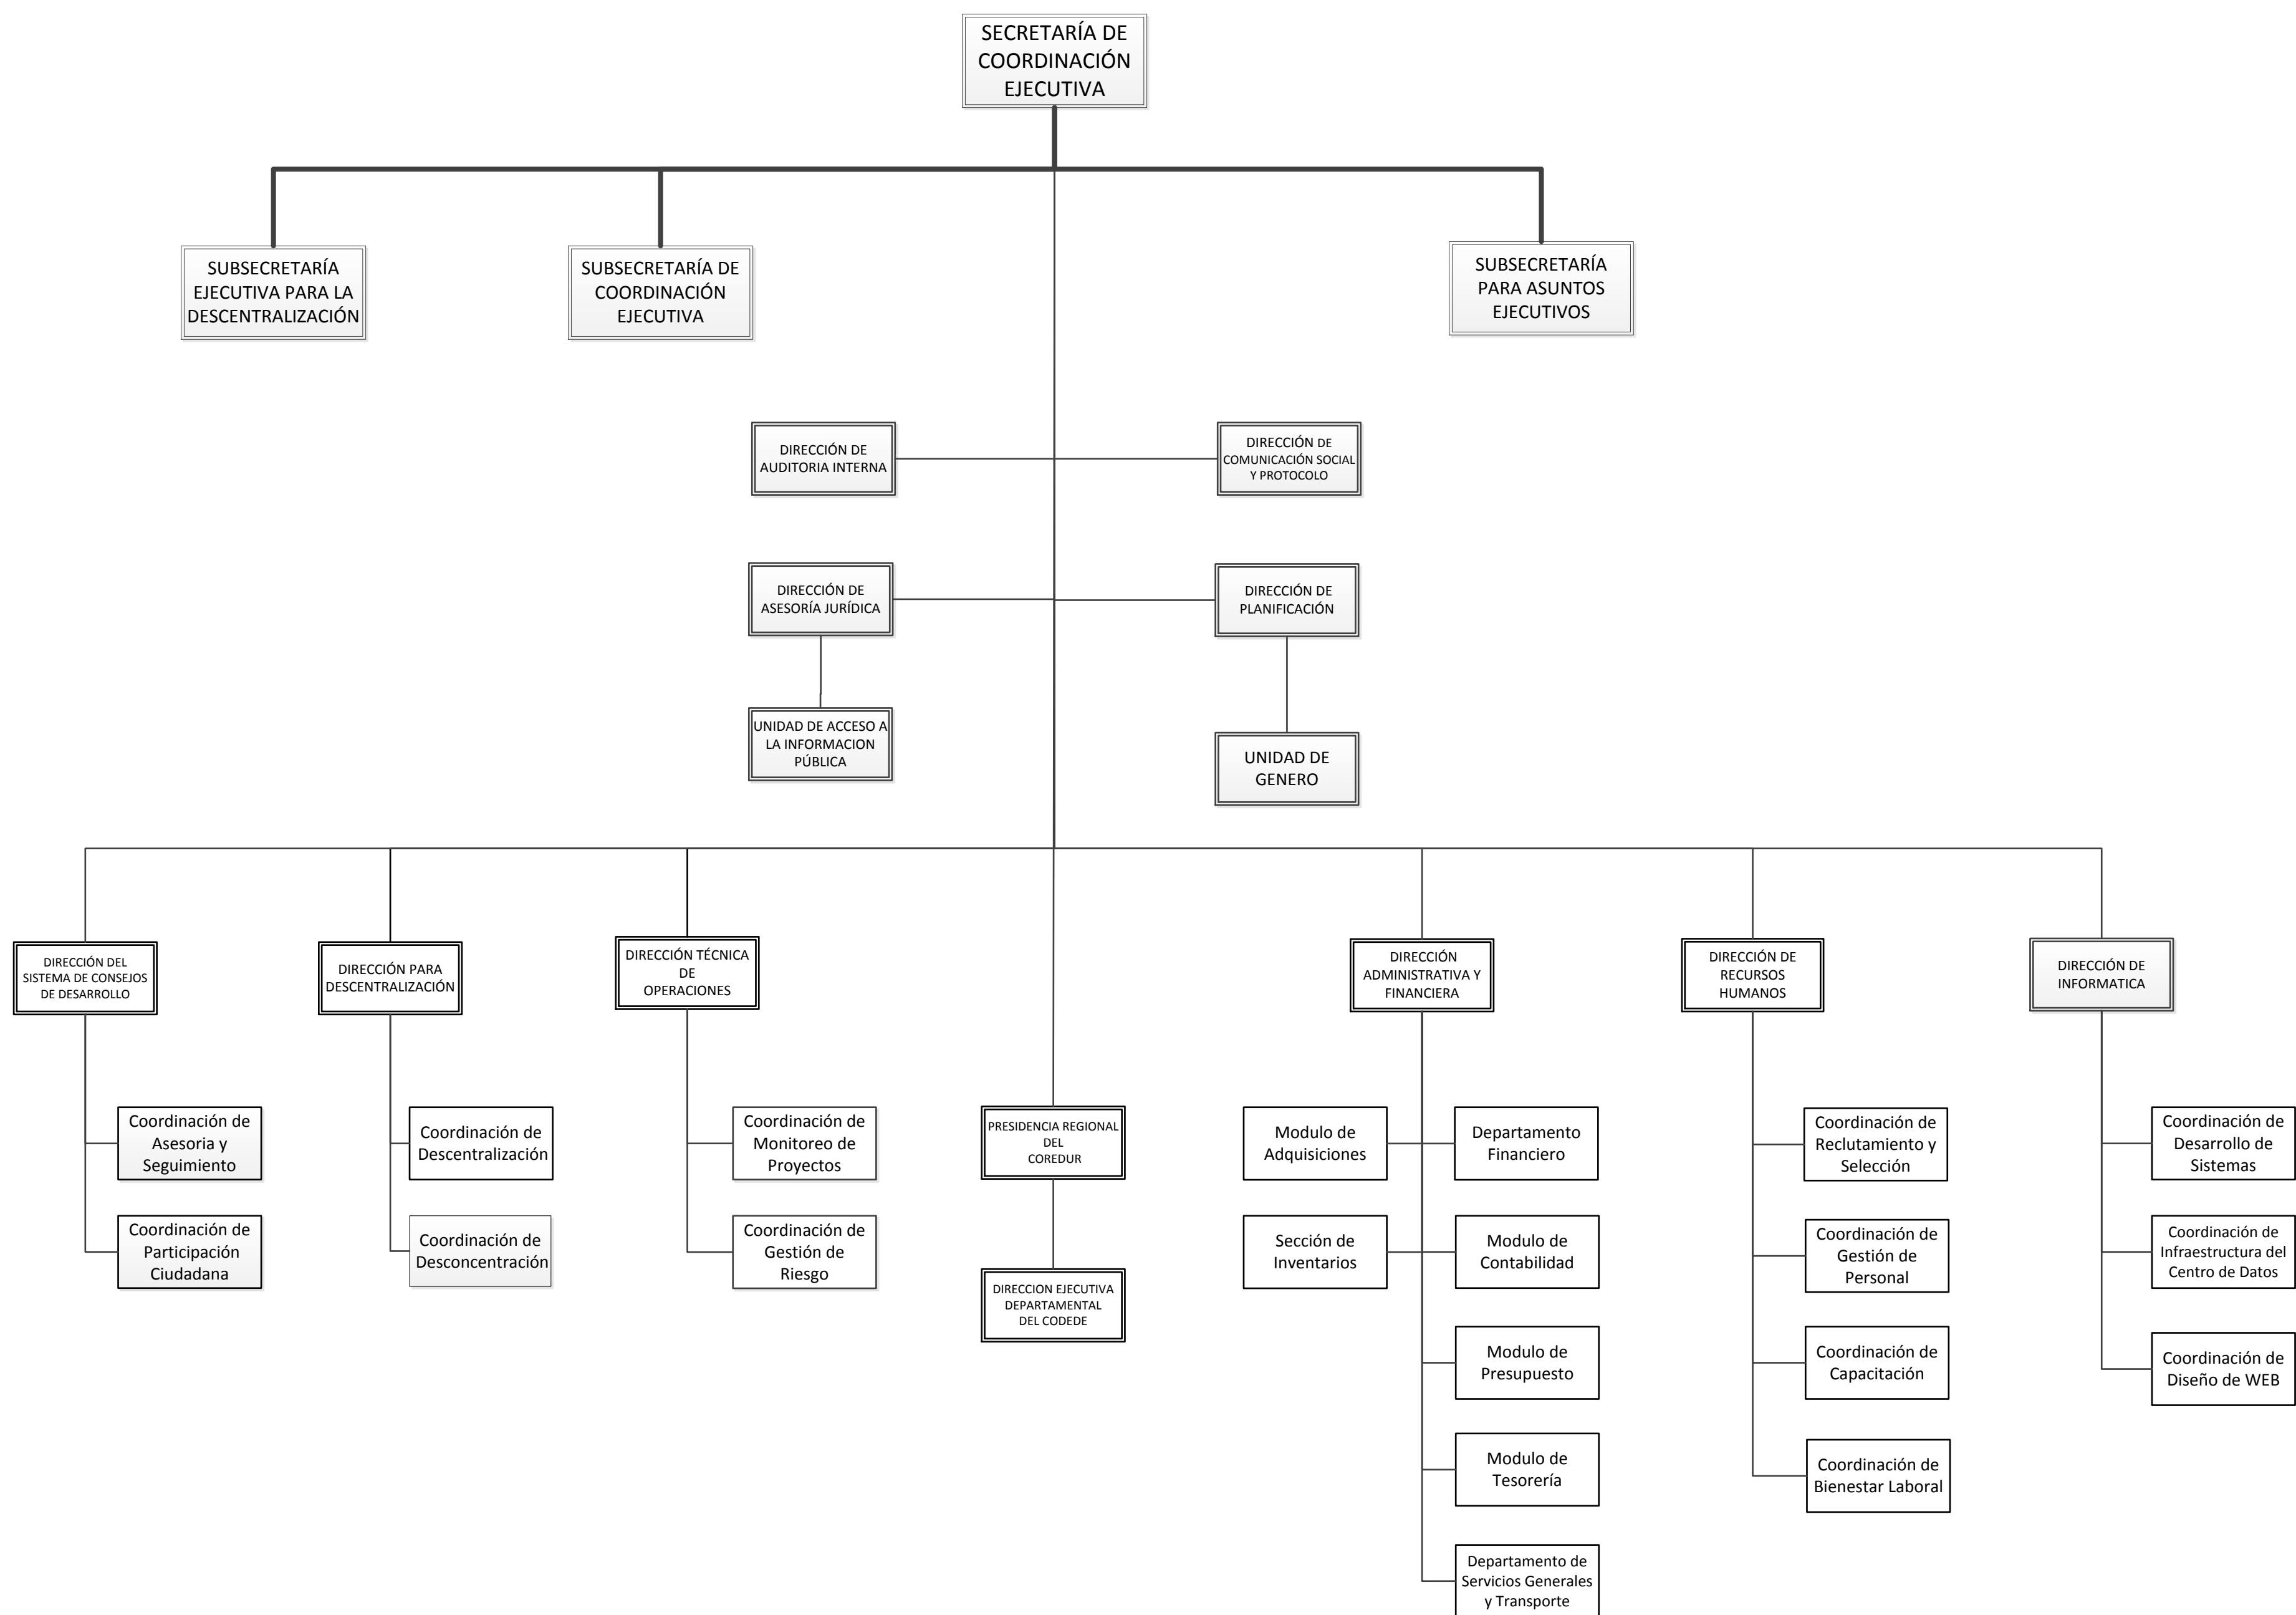 SECRETARÍA DE
COORDINACIÓN
EJECUTIVA
SUBSECRETARÍA
EJECUTIVA PARA LA
DESCENTRALIZACIÓN
SUBSECRETARÍA DE
COORDINACIÓN
EJECUTIVA
SUBSECRETARÍA
PARA ASUNTOS
EJECUTIVOS
DIRECCIÓN DE
AUDITORIA INTERNA
DIRECCIÓN DE
COMUNICACIÓN SOCIAL
Y PROTOCOLO
DIRECCIÓN DE
ASESORÍA JURÍDICA
DIRECCIÓN DE
PLANIFICACIÓN
UNIDAD DE ACCESO A
LA INFORMACION
PÚBLICA
UNIDAD DE
GENERO
DIRECCIÓN DEL
SISTEMA DE CONSEJOS
DE DESARROLLO
DIRECCIÓN PARA
DESCENTRALIZACIÓN
DIRECCIÓN TÉCNICA
DE
OPERACIONES
DIRECCIÓN
ADMINISTRATIVA Y
FINANCIERA
DIRECCIÓN DE
RECURSOS
HUMANOS
DIRECCIÓN DE
INFORMATICA
Coordinación de
Asesoria y
Seguimiento
Coordinación de
Descentralización
Coordinación de
Monitoreo de
Proyectos
PRESIDENCIA REGIONAL
DEL
COREDUR
Modulo de
Adquisiciones
Departamento
Financiero
Coordinación de
Reclutamiento y
Selección
Coordinación de
Desarrollo de
Sistemas
Coordinación de
Participación
Ciudadana
Coordinación de
Desconcentración
Coordinación de
Gestión de
Riesgo
DIRECCION EJECUTIVA
DEPARTAMENTAL
DEL CODEDE
Sección de
Inventarios
Modulo de
Contabilidad
Coordinación de
Gestión de
Personal
Coordinación de
Infraestructura del
Centro de Datos
Modulo de
Presupuesto
Coordinación de
Capacitación
Coordinación de
Diseño de WEB
Modulo de
Tesorería
Coordinación de
Bienestar Laboral
Departamento de
Servicios Generales
y Transporte